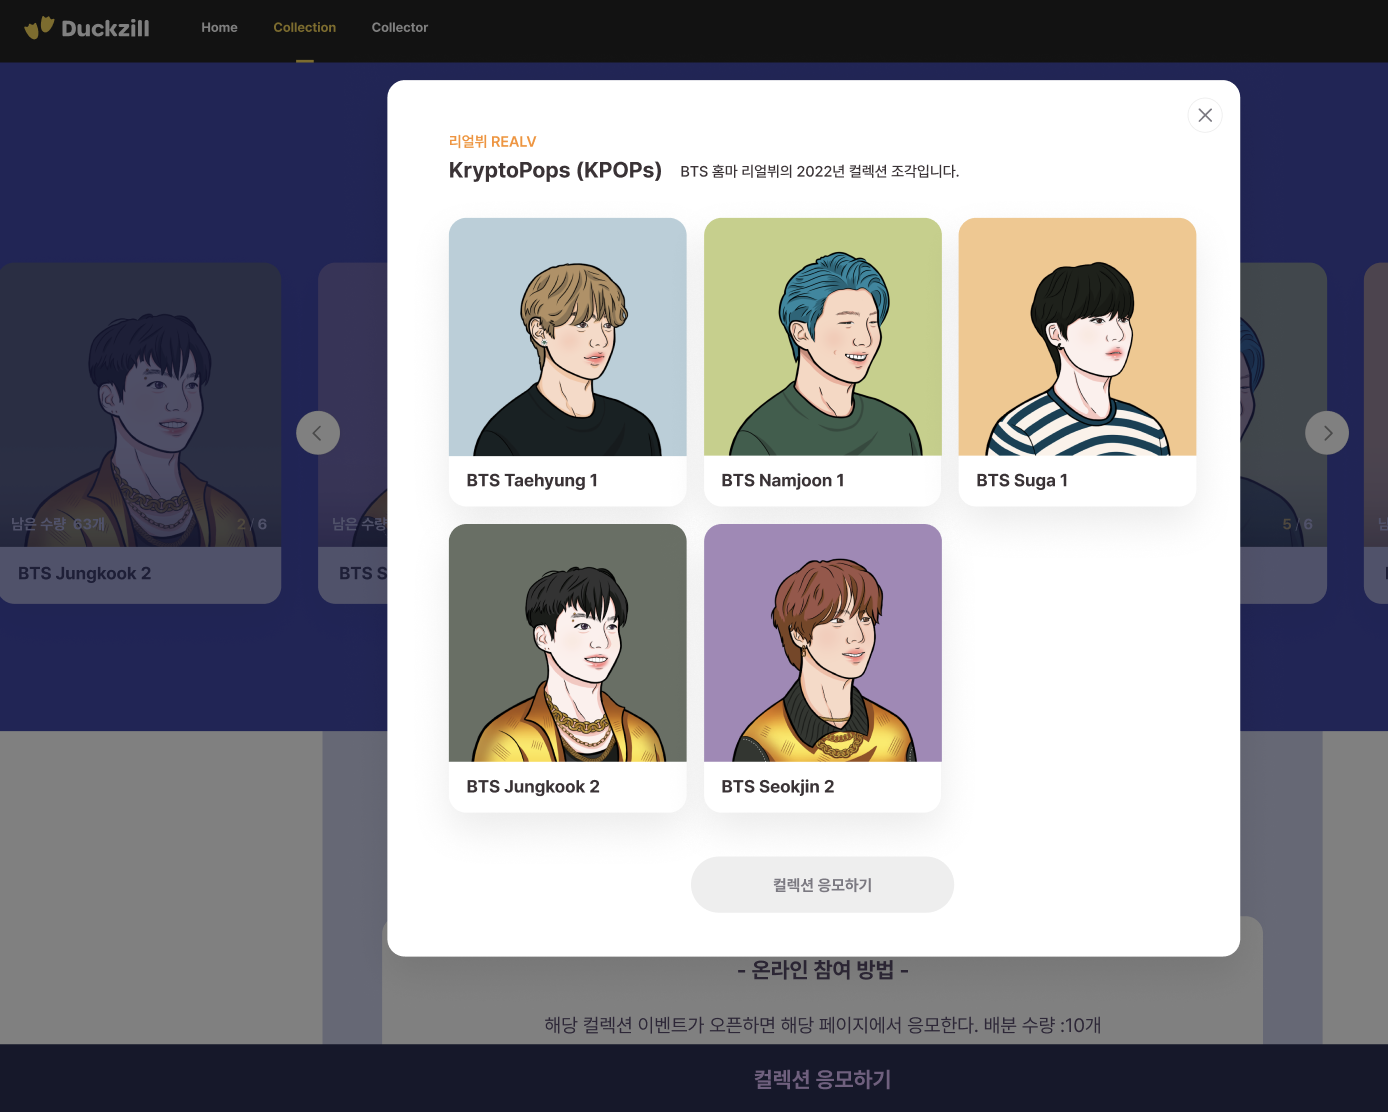 Duckzill
Home
Collection
Collector
리얼뷔 REALV
KryptoPops (KPOPs)
BTS 홈마 리얼뷔의 2022년 컬렉션 조각입니다.
BTS Taehyung 1
BTS Namjoon 1
BTS Suga 1
남은 수량 63개
2 / 6
남은 수량
5 / 6
남
BTS Jungkook 2
BTS S
BTS Jungkook 2
BTS Seokjin 2
컬렉션 응모하기
- 온라인 참여 방법 -
해당 컬렉션 이벤트가 오픈하면 해당 페이지에서 응모한다. 배분 수량 :10개
컬렉션 응모하기